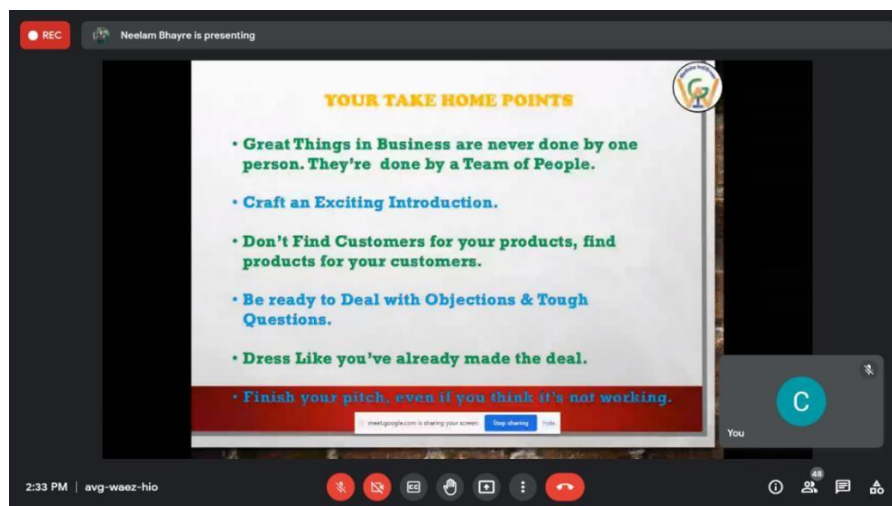 REC
Neelam Bhayre is presenting
YOUR TAKE HOME POINTS
• Great Things in Business are never done by one
person. They're done by a Team of People.
• Craft an Exciting Introduction.
• Don't Find Customers for your products, find
products for your customers.
• Be ready to Deal with Objections & Tough
Questions.
• Dress Like you've already made the deal.
• Finish your pitch, even if you think it's not working.
meet.google.com is sharing your screen. Stop sharing Hide
C
You
2:33 PM | avg-waez-hio
CC
48